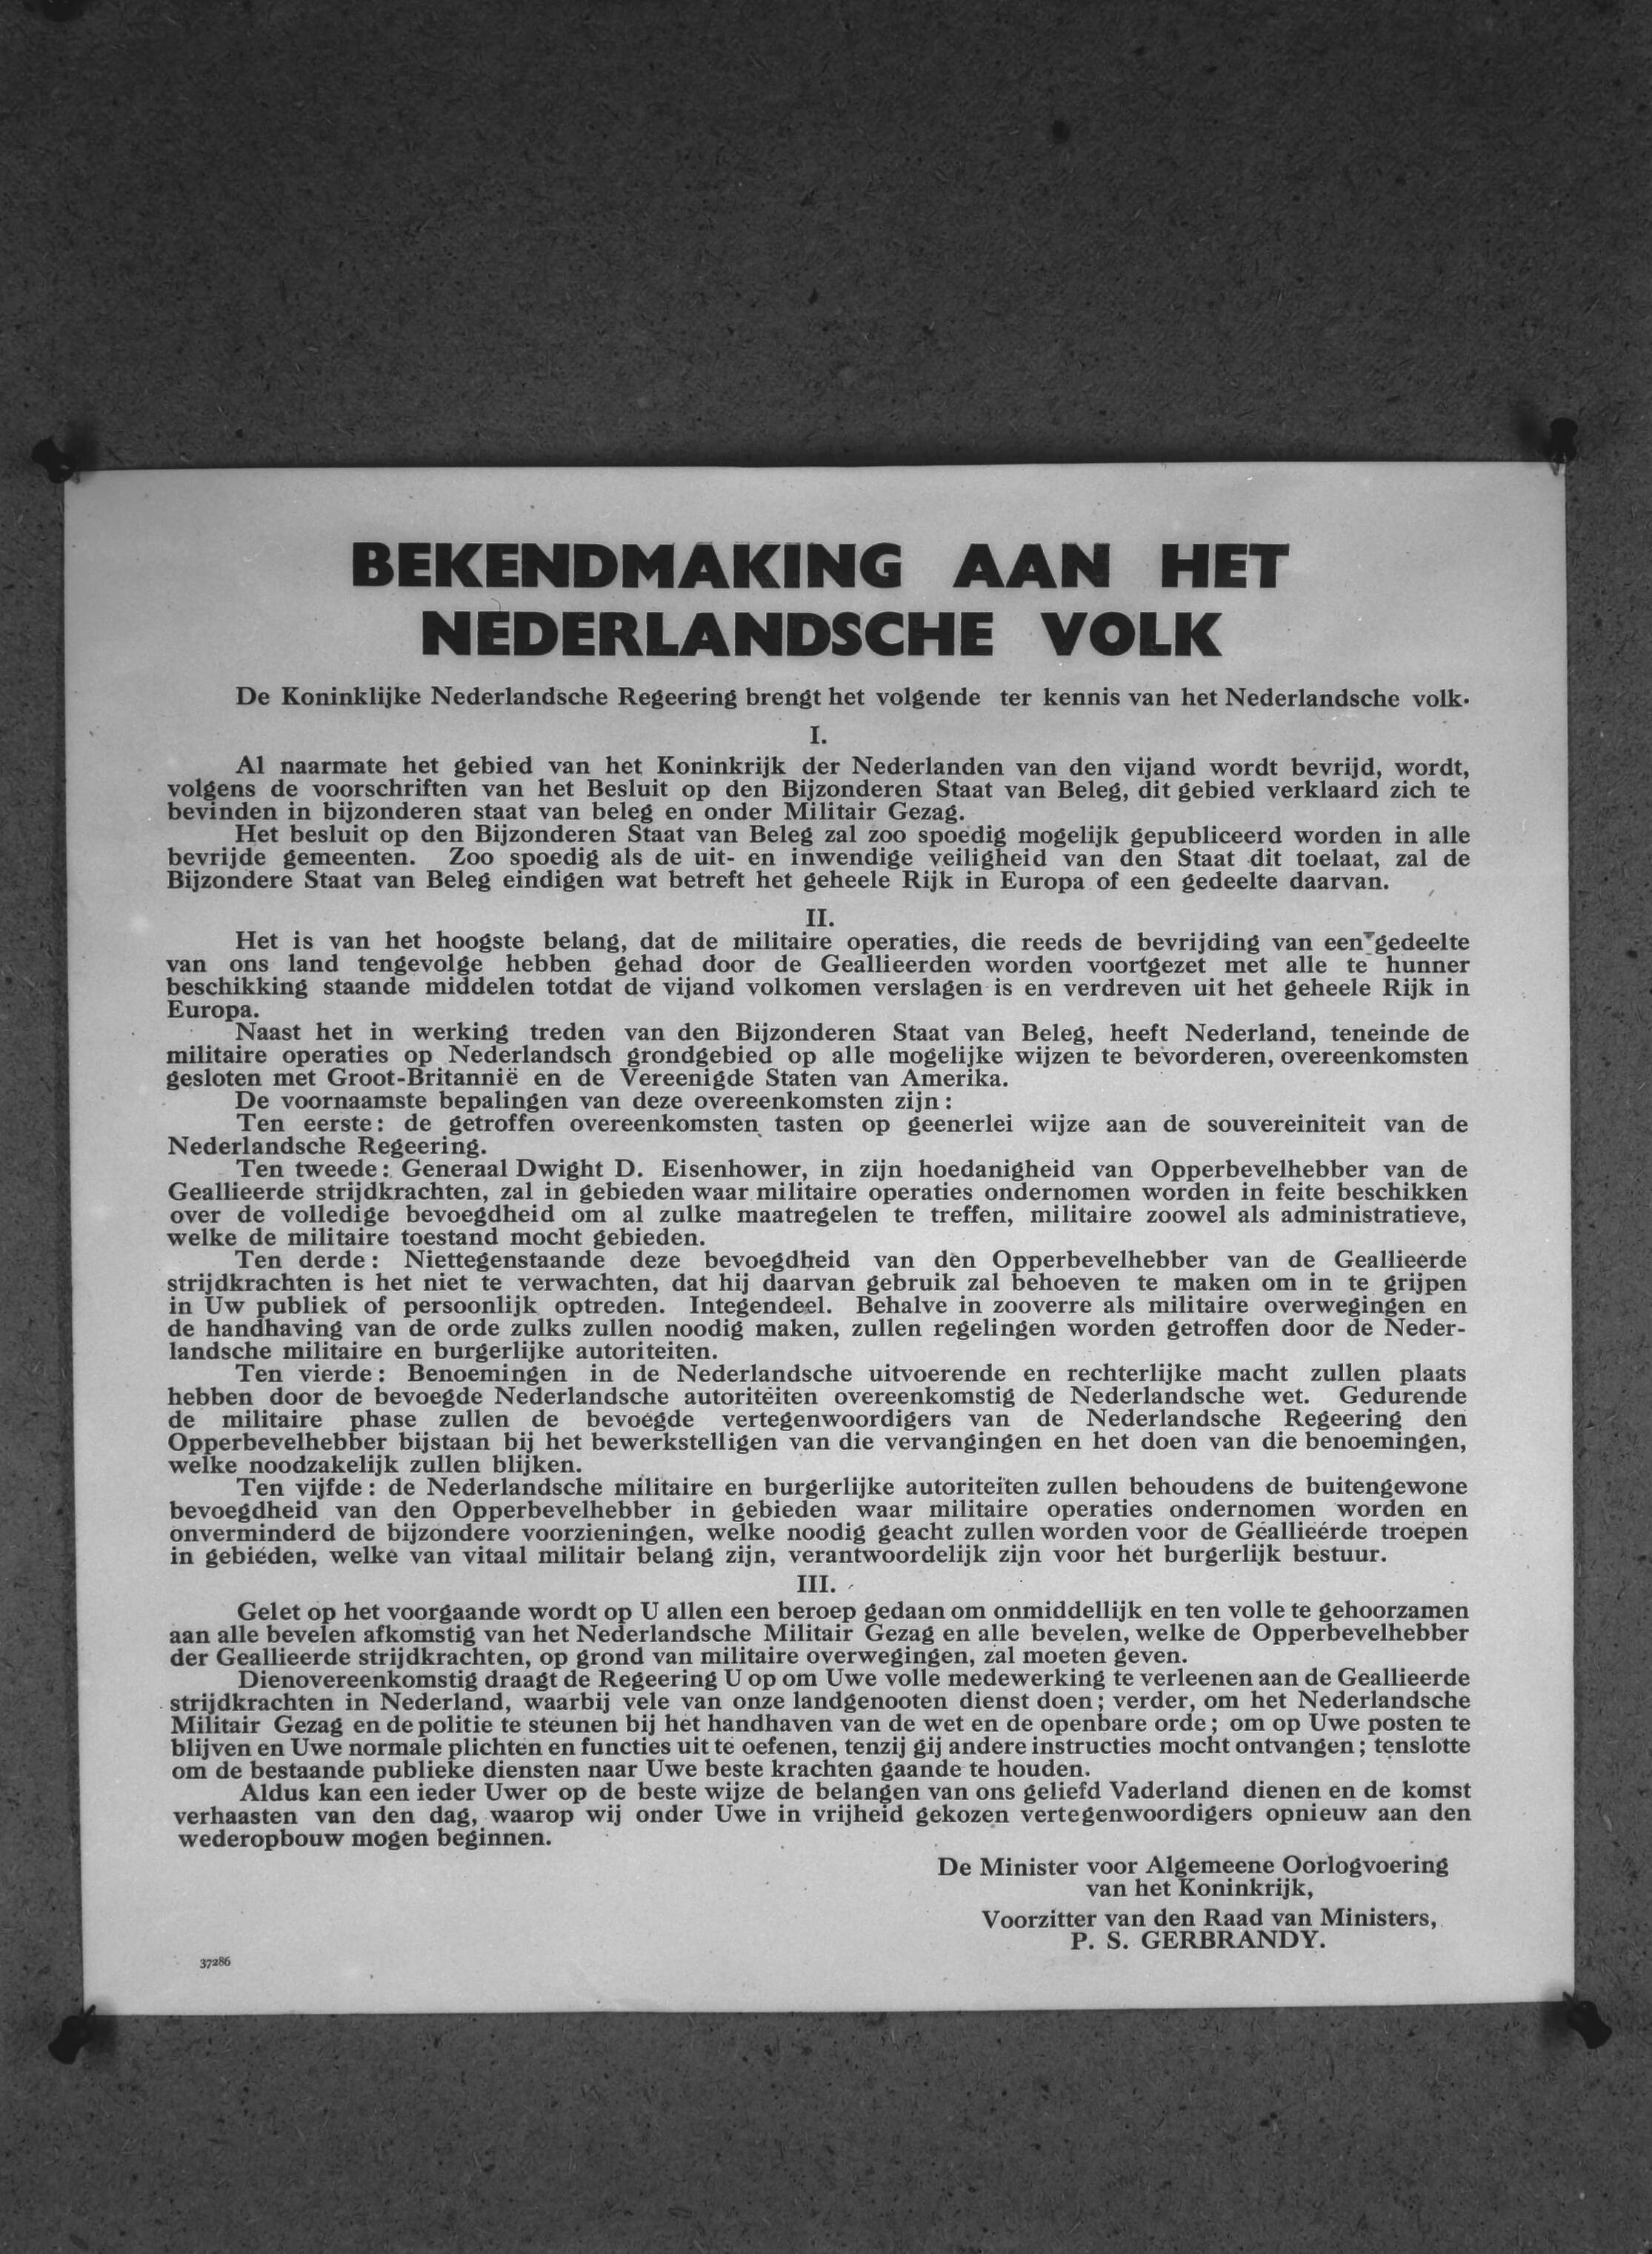 BEKENDMAKING AAN HET
NEDERLANDSCHE VOLK
De Koninklijke Nederlandsche Regeering brengt het volgende ter kennis van het Nederlandsche volk.
I.
Al naarmate het gebied van het Koninkrijk der Nederlanden van den vijand wordt bevrijd, wordt,
volgens de voorschriften van het Besluit op den Bijzonderen Staat van Beleg, dit gebied verklaard zich te
bevinden in bijzonderen staat van beleg en onder Militair Gezag.
Het besluit op den Bijzonderen Staat van Beleg zal zoo spoedig mogelijk gepubliceerd worden in alle
bevrijde gemeenten. Zoo spoedig als de uit- en inwendige veiligheid van den Staat dit toelaat, zal de
Bijzondere Staat van Beleg eindigen wat betreft het geheele Rijk in Europa of een gedeelte daarvan.
II.
Het is van het hoogste belang, dat de militaire operaties, die reeds de bevrijding van een gedeelte
van ons land tengevolge hebben gehad door de Geallieerden worden voortgezet met alle te hunner
beschikking staande middelen totdat de vijand volkomen verslagen is en verdreven uit het geheele Rijk in
Europa.
Naast het in werking treden van den Bijzonderen Staat van Beleg, heeft Nederland, teneinde de
militaire operaties op Nederlandsch grondgebied op alle mogelijke wijzen te bevorderen, overeenkomsten
gesloten met Groot-Britannië en de Vereenigde Staten van Amerika.
De voornaamste bepalingen van deze overeenkomsten zijn :
Ten eerste : de getroffen overeenkomsten tasten op geenerlei wijze aan de souvereiniteit van de
Nederlandsche Regeering.
Ten tweede : Generaal Dwight D. Eisenhower, in zijn hoedanigheid van Opperbevelhebber van de
Geallieerde strijdkrachten, zal in gebieden waar militaire operaties ondernomen worden in feite beschikken
over de volledige bevoegdheid om al zulke maatregelen te treffen, militaire zoowel als administratieve,
welke de militaire toestand mocht gebieden.
Ten derde : Niettegenstaande deze bevoegdheid van den Opperbevelhebber van de Geallieerde
strijdkrachten is het niet te verwachten, dat hij daarvan gebruik zal behoeven te maken om in te grijpen
in Uw publiek of persoonlijk optreden. Integendeel. Behalve in zooverre als militaire overwegingen en
de handhaving van de orde zulks zullen noodig maken, zullen regelingen worden getroffen door de Neder-
landsche militaire en burgerlijke autoriteiten.
Ten vierde : Benoemingen in de Nederlandsche uitvoerende en rechterlijke macht zullen plaats
hebben door de bevoegde Nederlandsche autoriteiten overeenkomstig de Nederlandsche wet. Gedurende
de militaire phase zullen de bevoegde vertegenwoordigers van de Nederlandsche Regeering den
Opperbevelhebber bijstaan bij het bewerkstelligen van die vervangingen en het doen van die benoemingen,
welke noodzakelijk zullen blijken.
Ten vijfde : de Nederlandsche militaire en burgerlijke autoriteiten zullen behoudens de buitengewone
bevoegdheid van den Opperbevelhebber in gebieden waar militaire operaties ondernomen worden en
onverminderd de bijzondere voorzieningen, welke noodig geacht zullen worden voor de Geallieerde troepen
in gebieden, welke van vitaal militair belang zijn, verantwoordelijk zijn voor het burgerlijk bestuur.
III.
Gelet op het voorgaande wordt op U allen een beroep gedaan om onmiddellijk en ten volle te gehoorzamen
aan alle bevelen afkomstig van het Nederlandsche Militair Gezag en alle bevelen, welke de Opperbevelhebber
der Geallieerde strijdkrachten, op grond van militaire overwegingen, zal moeten geven.
Dienovereenkomstig draagt de Regeering U op om Uwe volle medewerking te verleenen aan de Geallieerde
strijdkrachten in Nederland, waarbij vele van onze landgenooten dienst doen ; verder, om het Nederlandsche
Militair Gezag en de politie te steunen bij het handhaven van de wet en de openbare orde ; om op Uwe posten te
blijven en Uwe normale plichten en functies uit te oefenen, tenzij gij andere instructies mocht ontvangen ; tenslotte
om de bestaande publieke diensten naar Uwe beste krachten gaande te houden.
Aldus kan een ieder Uwer op de beste wijze de belangen van ons geliefd Vaderland dienen en de komst
verhaasten van den dag, waarop wij onder Uwe in vrijheid gekozen vertegenwoordigers opnieuw aan den
wederopbouw mogen beginnen.
De Minister voor Algemeene Oorlogvoering
van het Koninkrijk,
Voorzitter van den Raad van Ministers,
P. S. GERBRANDY.
37286